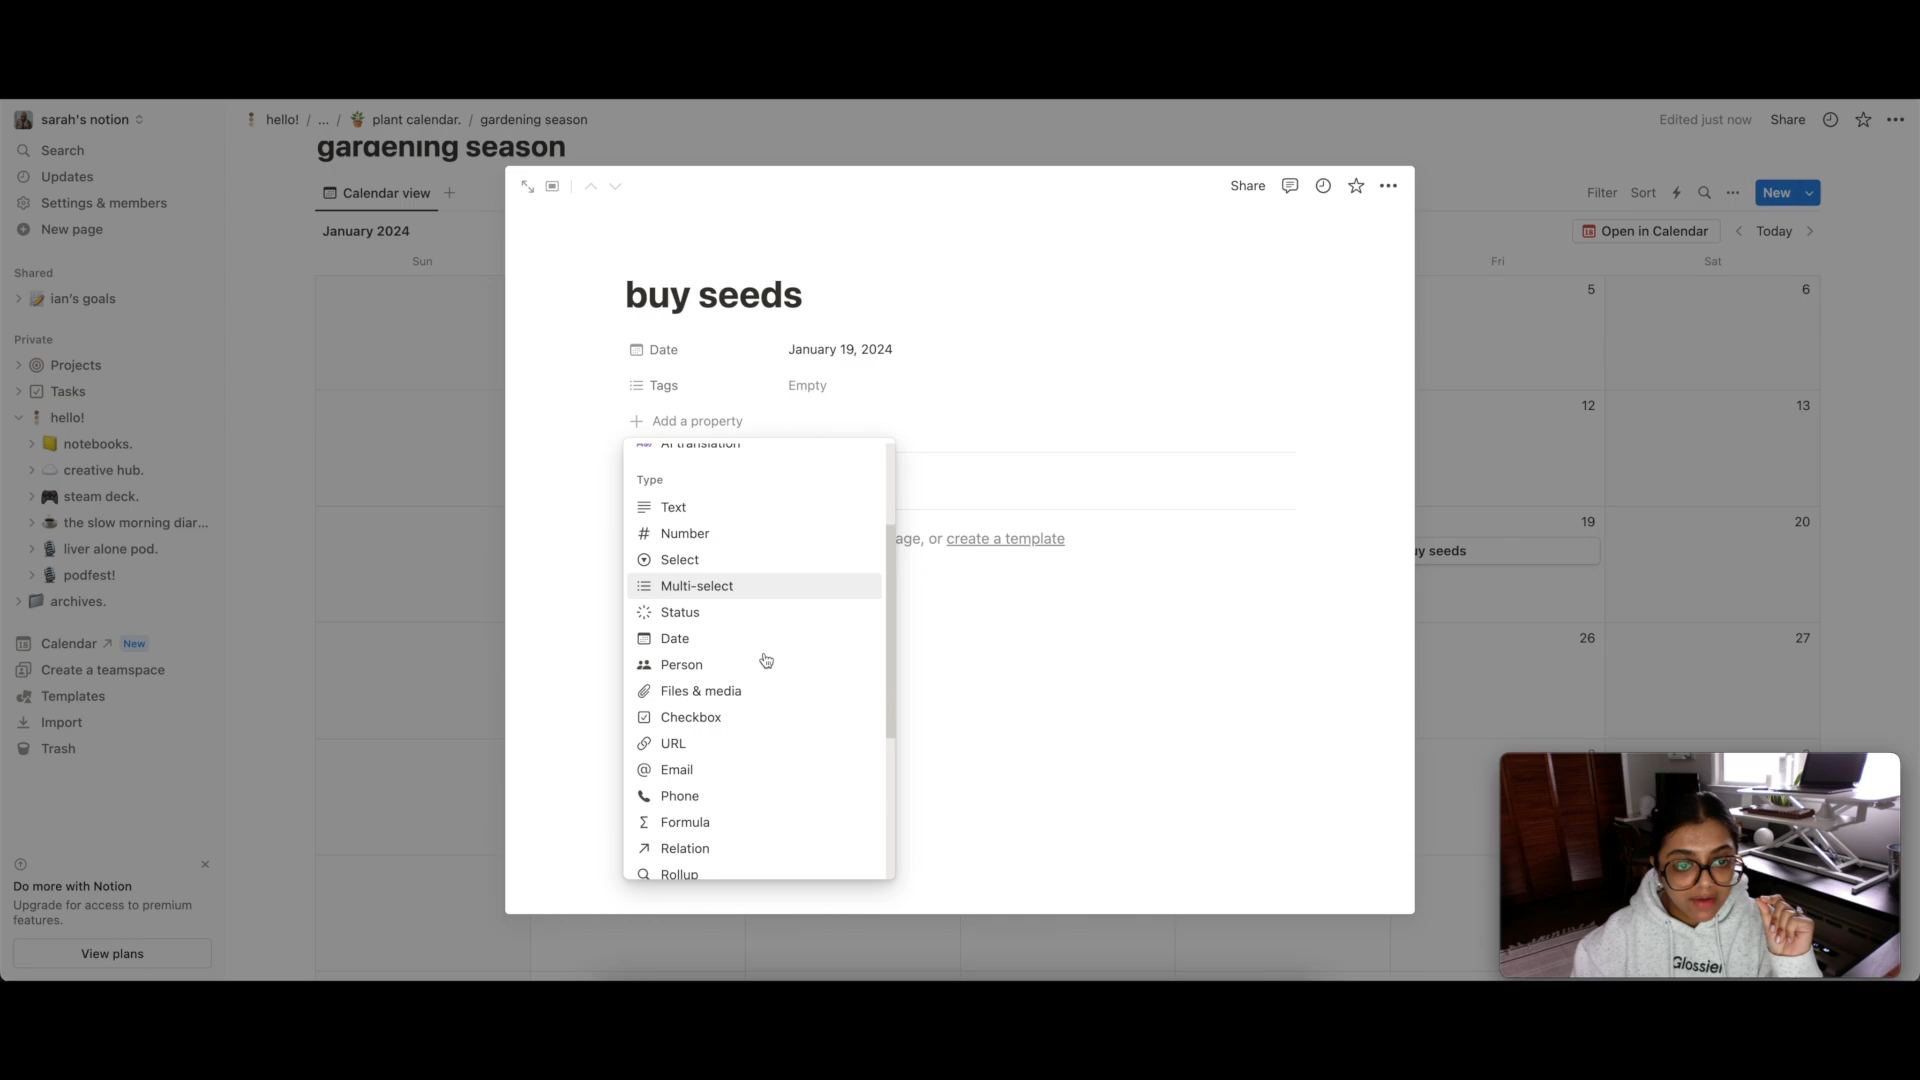 sarah's notion
Search
Updates
Settings & members
New page
Shared
ian's goals
Private
Projects
Tasks
hello!
notebooks.
creative hub.
steam deck.
the slow morning diar...
liver alone pod.
podfest!
archives.
Calendar ↗ New
Create a teamspace
Templates
Import
Trash
Do more with Notion
Upgrade for access to premium
features.
View plans
hello! / ... / plant calendar. / gardening season
Edited just now Share
gardening season
Calendar view
Filter Sort New
January 2024
Open in Calendar Today
Sun Fri Sat
5 6
12 13
19 20
uy seeds
26 27
Share
buy seeds
Date January 19, 2024
Tags Empty
Add a property
AI translation
age, or create a template
Type
Text
Number
Select
Multi-select
Status
Date
Person
Files & media
Checkbox
URL
Email
Phone
Formula
Relation
Rollup
Glossier